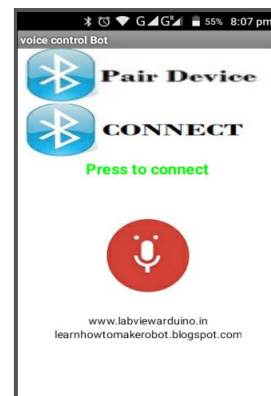 G G 55% 8:07 pm
voice control Bot
Pair Device
CONNECT
Press to connect
www.labviewarduino.in
learnhowtomakerobot.blogspot.com